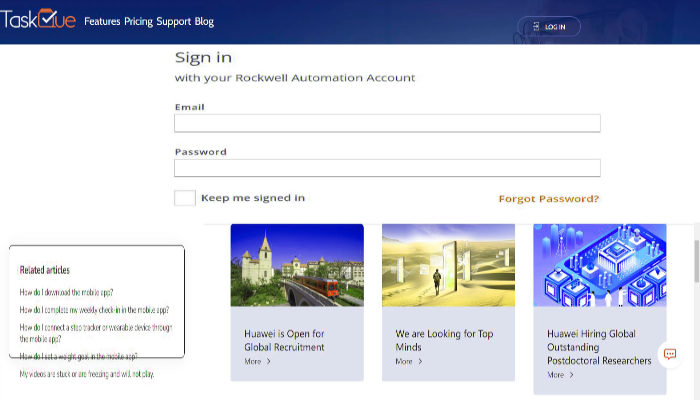 TaskQue Features Pricing Support Blog LOG IN
Sign in
with your Rockwell Automation Account
Email
Password
Keep me signed in Forgot Password?
Related articles
How do I download the mobile app?
How do I complete my weekly check-in in the mobile app?
How do I connect a step tracker or wearable device through
the mobile app?
How do I set a weight goal in the mobile app?
My videos are stuck or are freezing and will not play.
Huawei is Open for
Global Recruitment
More
We are Looking for Top
Minds
More
Huawei Hiring Global
Outstanding
Postdoctoral Researchers
More